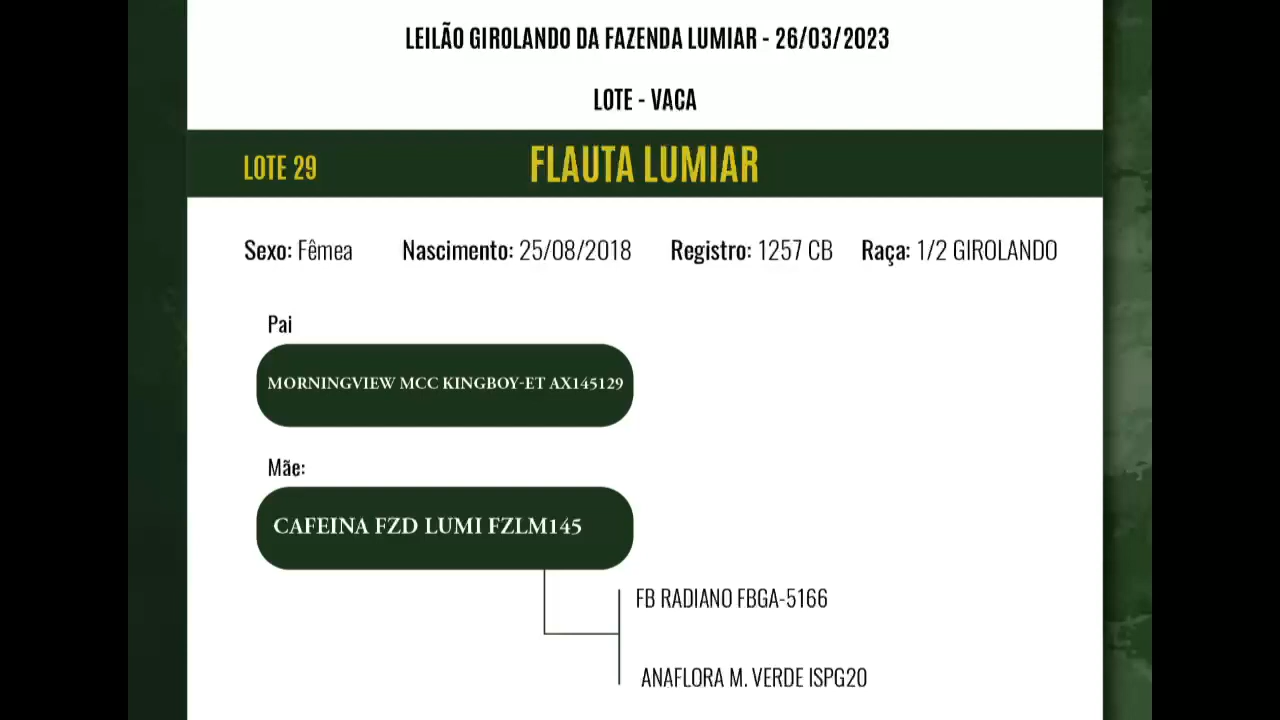 LEILÃO GIROLANDO DA FAZENDA LUMIAR - 26/03/2023
LOTE - VACA
LOTE 29 FLAUTA LUMIAR
Sexo: Fêmea Nascimento: 25/08/2018 Registro: 1257 CB Raça: 1/2 GIROLANDO
Pai
MORNINGVIEW MCC KINGBOY-ET AX145129
Mãe:
CAFEINA FZD LUMI FZLM145
FB RADIANO FBGA-5166
ANAFLORA M. VERDE ISPG20